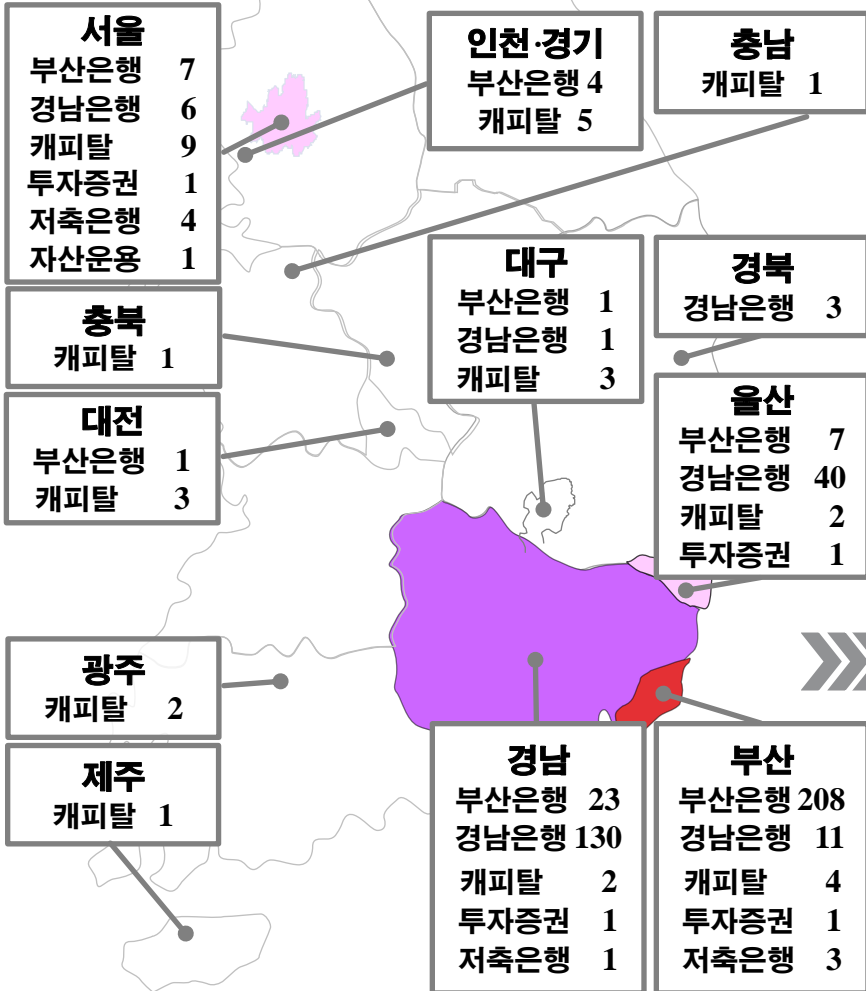 서울
부산은행 7
경남은행 6
캐피탈 9
투자증권 1
저축은행 4
자산운용 1
인천·경기
부산은행 4
캐피탈 5
충남
캐피탈 1
충북
캐피탈 1
대전
부산은행 1
캐피탈 3
대구
부산은행 1
경남은행 1
캐피탈 3
경북
경남은행 3
울산
부산은행 7
경남은행 40
캐피탈 2
투자증권 1
광주
캐피탈 2
제주
캐피탈 1
경남
부산은행 23
경남은행 130
캐피탈 2
투자증권 1
저축은행 1
부산
부산은행 208
경남은행 11
캐피탈 4
투자증권 1
저축은행 3